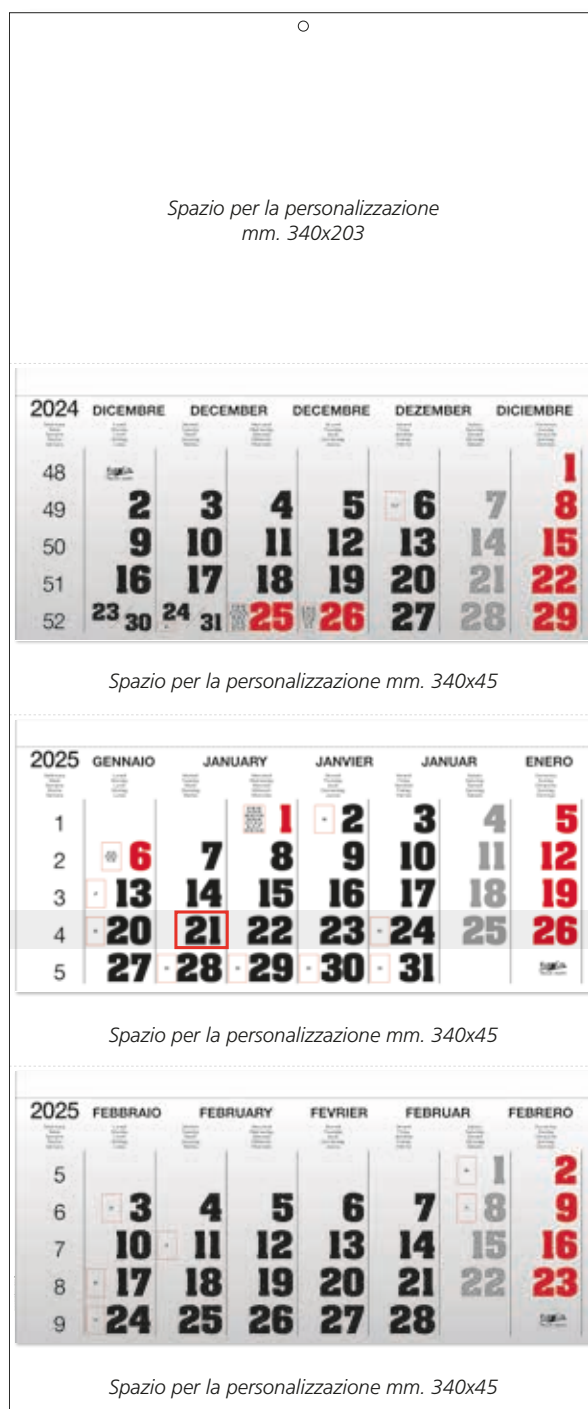 Spazio per la personalizzazione
mm. 340x203
2024 DICEMBRE DECEMBER DECEMBRE DEZEMBER DICIEMBRE
48 1
49 2 3 4 5 6 7 8
50 9 10 11 12 13 14 15
51 16 17 18 19 20 21 22
52 23 30 24 31 25 26 27 28 29
Spazio per la personalizzazione mm. 340x45
2025 GENNAIO JANUARY JANVIER JANUAR ENERO
1 1 2 3 4 5
2 6 7 8 9 10 11 12
3 13 14 15 16 17 18 19
4 20 21 22 23 24 25 26
5 27 28 29 30 31
Spazio per la personalizzazione mm. 340x45
2025 FEBBRAIO FEBRUARY FEVRIER FEBRUAR FEBRERO
5 1 2
6 3 4 5 6 7 8 9
7 10 11 12 13 14 15 16
8 17 18 19 20 21 22 23
9 24 25 26 27 28
Spazio per la personalizzazione mm. 340x45